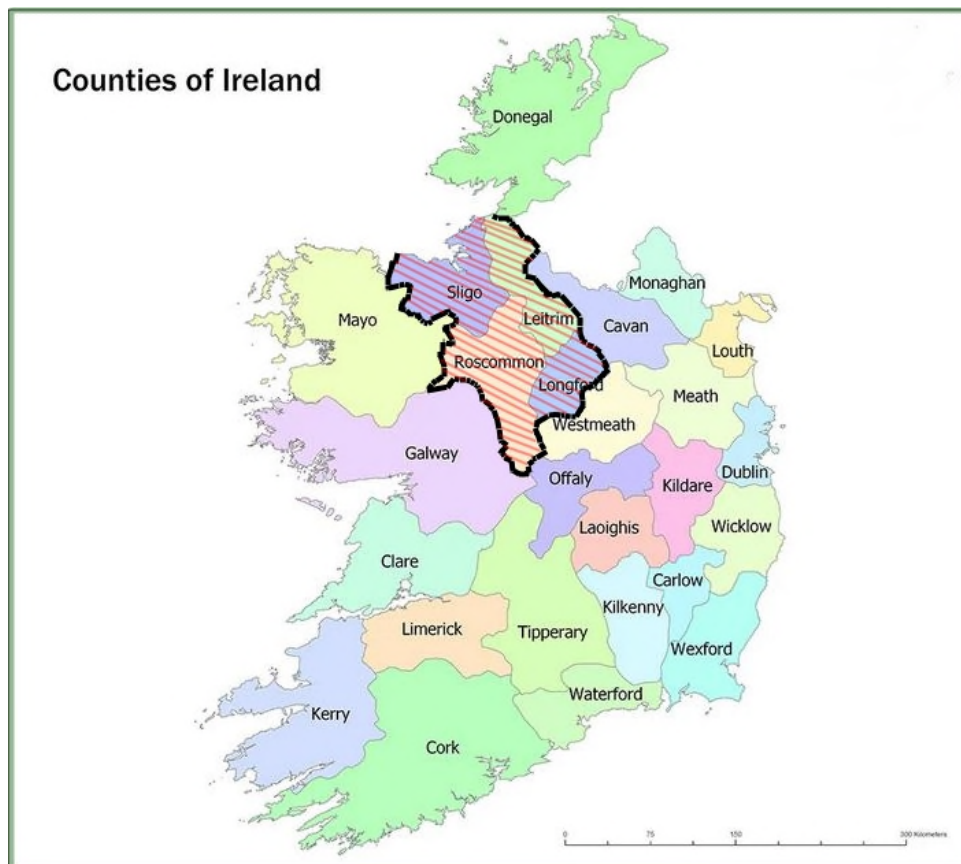 Counties of Ireland
Donegal
Monaghan
Sligo
Leitrim
Cavan
Mayo
Louth
Roscommon
Longford
Meath
Westmeath
Galway
Offaly
Dublin
Kildare
Laoighis
Wicklow
Clare
Carlow
Kilkenny
Limerick
Tipperary
Wexford
Waterford
Kerry
Cork
0 75 150 300 Kilometers